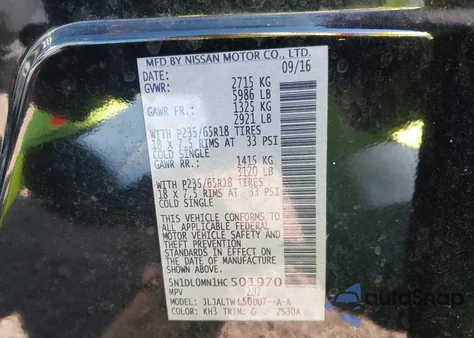 MFD BY NISSAN MOTOR CO., LTD.
DATE: 09/16
GVWR: 2715 KG
5986 LB
GAWR FR: 1325 KG
2921 LB
WITH P235/65R18 TIRES
18 X 7.5 RIMS AT 33 PSI
COLD SINGLE
GAWR RR: 1415 KG
3120 LB
WITH P235/65R18 TIRES
18 X 7.5 RIMS AT 33 PSI
COLD SINGLE
THIS VEHICLE CONFORMS TO
ALL APPLICABLE FEDERAL
MOTOR VEHICLE SAFETY
AND THEFT PREVENTION
STANDARDS IN EFFECT ON
THE DATE OF MANUFACTURE
SHOWN ABOVE.
5N1DL0MN1HC501970
MPV 297
MODEL: JLJALTWL50UU7--A-A
COLOR: KH3 TRIM: G 2530A
autoSnap